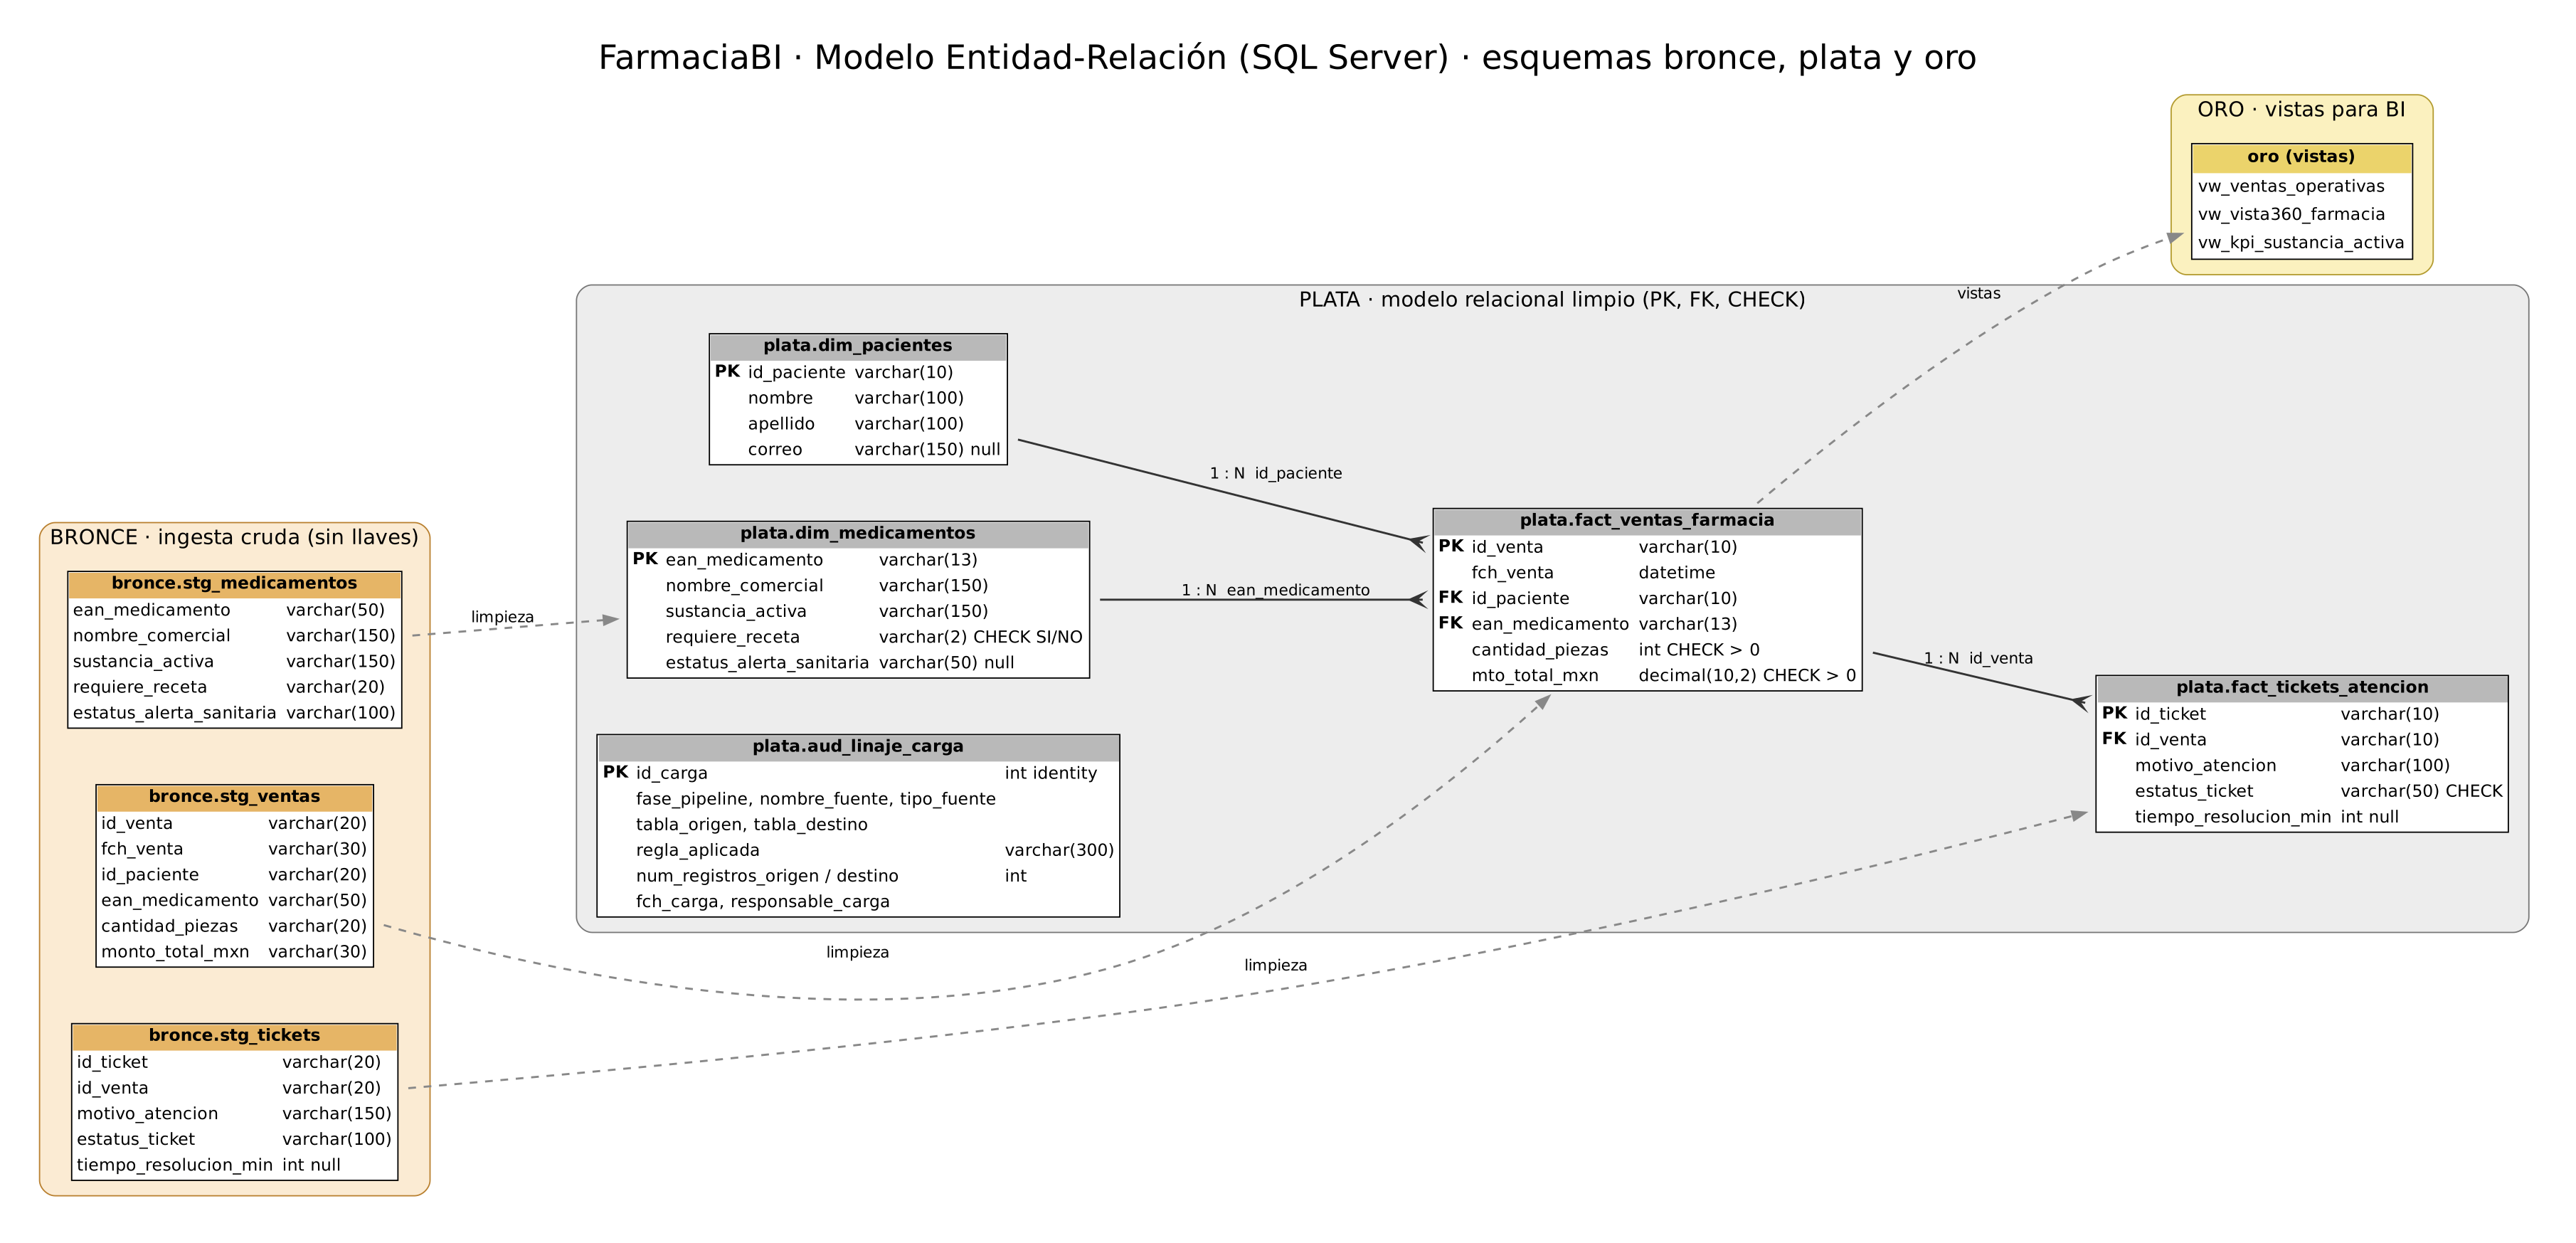 FarmaciaBI · Modelo Entidad-Relación (SQL Server) · esquemas bronce, plata y oro
ORO · vistas para BI
oro (vistas)
vw_ventas_operativas
vw_vista360_farmacia
vw_kpi_sustancia_activa
vistas
PLATA · modelo relacional limpio (PK, FK, CHECK)
plata.dim_pacientes
PK id_paciente varchar(10)
nombre varchar(100)
apellido varchar(100)
correo varchar(150) null
1 : N id_paciente
plata.dim_medicamentos
PK ean_medicamento varchar(13)
nombre_comercial varchar(150)
sustancia_activa varchar(150)
requiere_receta varchar(2) CHECK SI/NO
estatus_alerta_sanitaria varchar(50) null
1 : N ean_medicamento
plata.fact_ventas_farmacia
PK id_venta varchar(10)
fch_venta datetime
FK id_paciente varchar(10)
FK ean_medicamento varchar(13)
cantidad_piezas int CHECK > 0
mto_total_mxn decimal(10,2) CHECK > 0
1 : N id_venta
plata.fact_tickets_atencion
PK id_ticket varchar(10)
FK id_venta varchar(10)
motivo_atencion varchar(100)
estatus_ticket varchar(50) CHECK
tiempo_resolucion_min int null
plata.aud_linaje_carga
PK id_carga int identity
fase_pipeline, nombre_fuente, tipo_fuente
tabla_origen, tabla_destino
regla_aplicada varchar(300)
num_registros_origen / destino int
fch_carga, responsable_carga
BRONCE · ingesta cruda (sin llaves)
bronce.stg_medicamentos
ean_medicamento varchar(50)
nombre_comercial varchar(150)
sustancia_activa varchar(150)
requiere_receta varchar(20)
estatus_alerta_sanitaria varchar(100)
limpieza
bronce.stg_ventas
id_venta varchar(20)
fch_venta varchar(30)
id_paciente varchar(20)
ean_medicamento varchar(50)
cantidad_piezas varchar(20)
monto_total_mxn varchar(30)
limpieza
limpieza
bronce.stg_tickets
id_ticket varchar(20)
id_venta varchar(20)
motivo_atencion varchar(150)
estatus_ticket varchar(100)
tiempo_resolucion_min int null